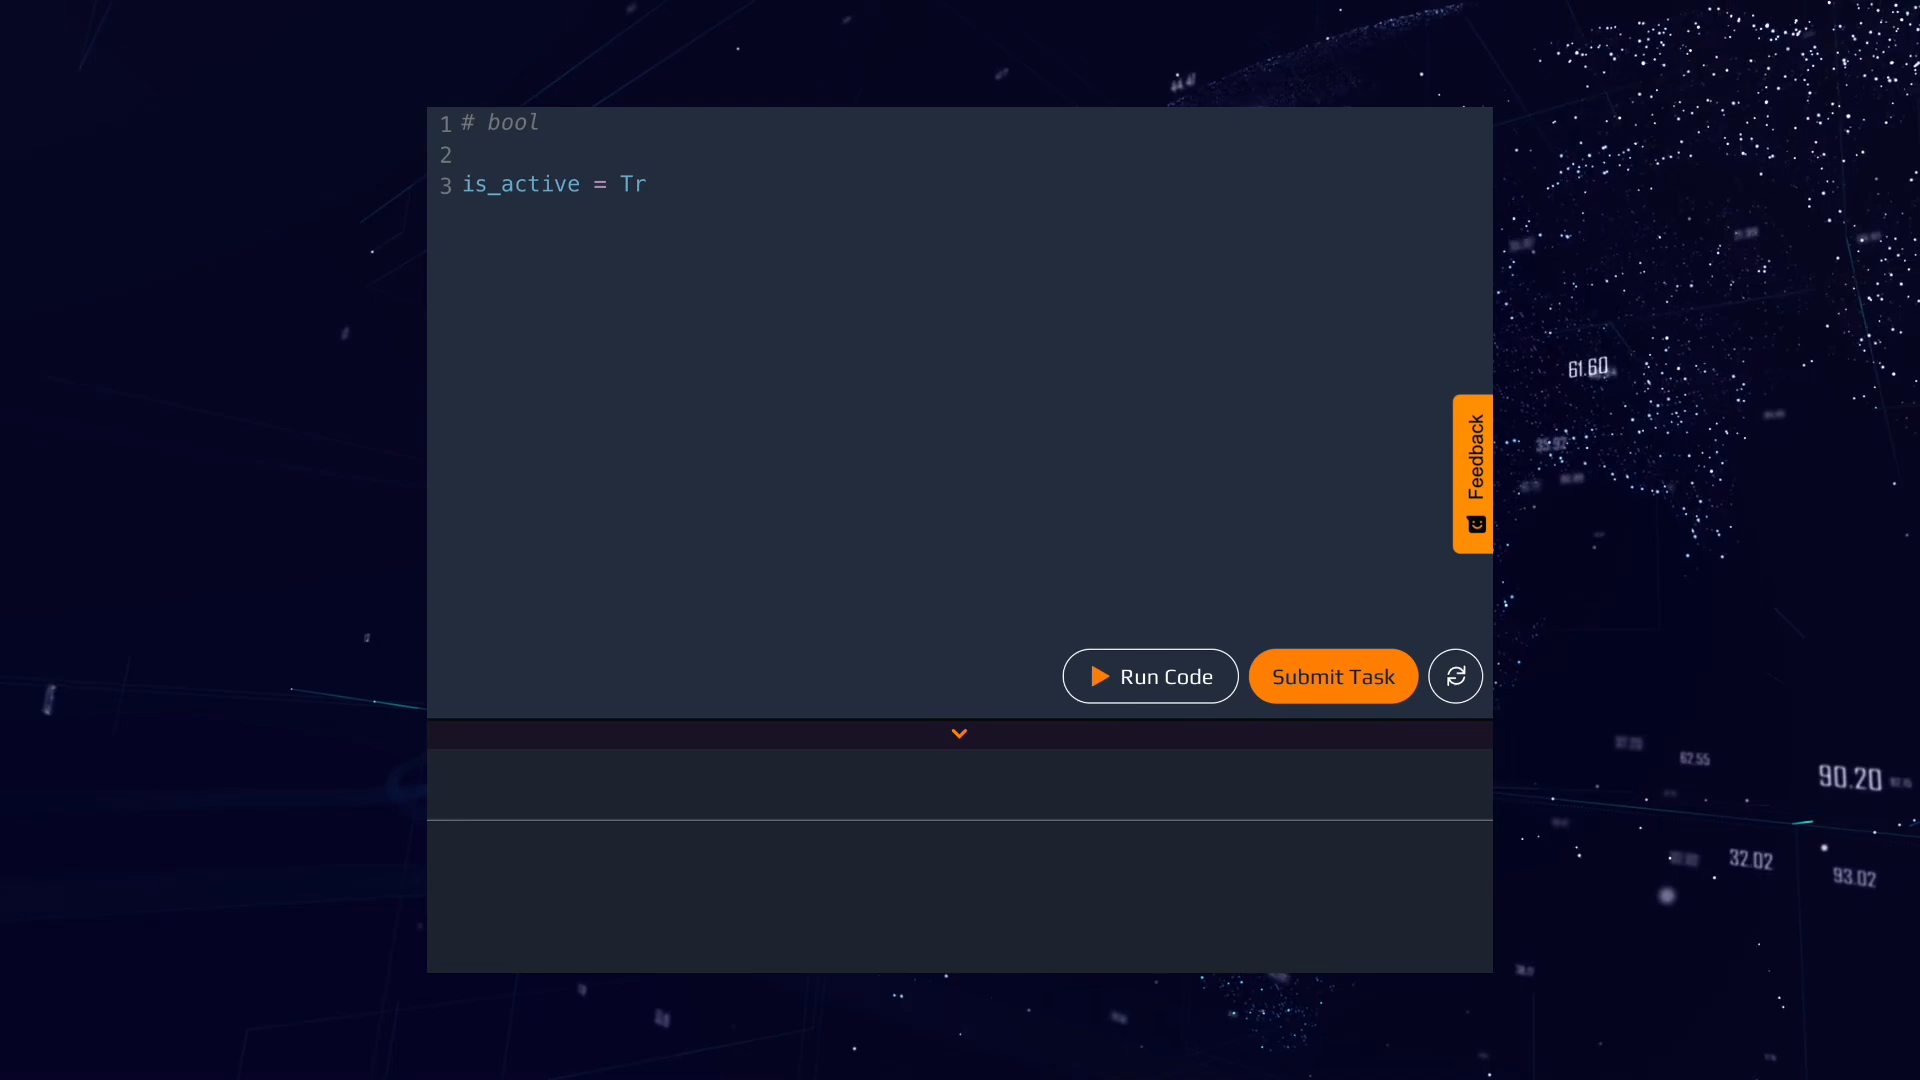 1 # bool
2
3 is_active = Tr
61.60
Feedback
Run Code
Submit Task
62.55
90.20
32.02
93.02